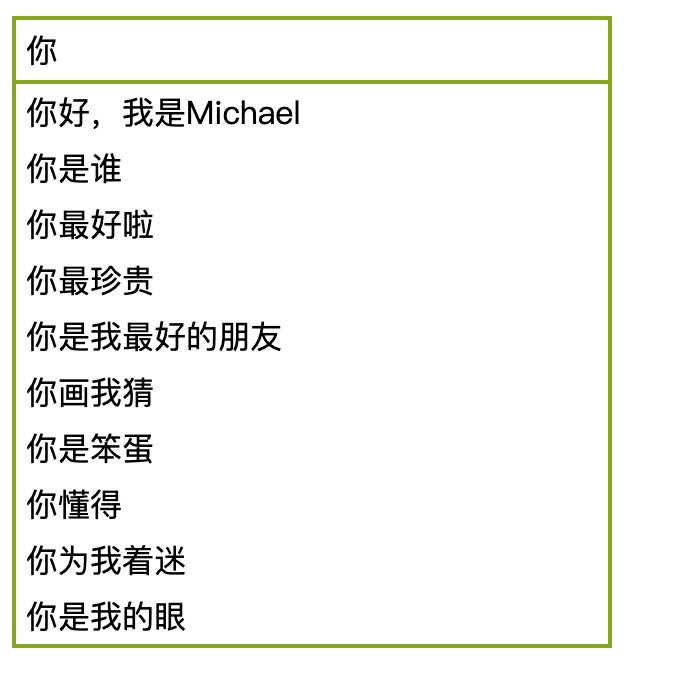 你
你好，我是Michael
你是谁
你最好啦
你最珍贵
你是我最好的朋友
你画我猜
你是笨蛋
你懂得
你为我着迷
你是我的眼